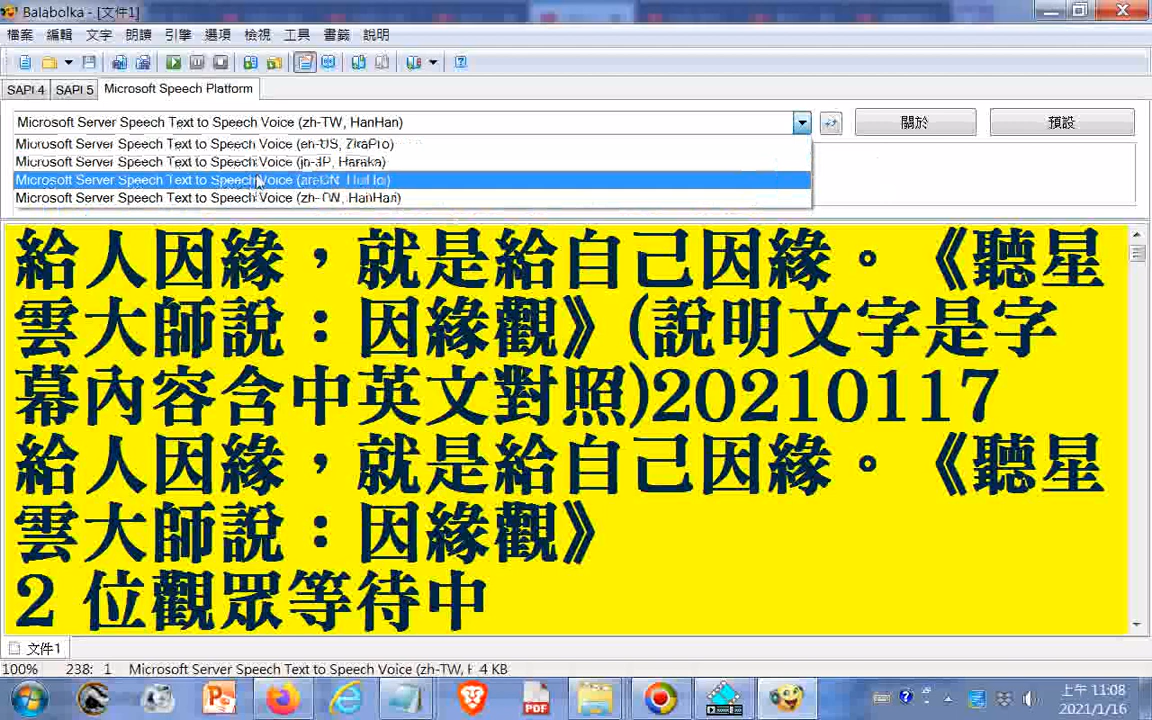 Balabolka - [文件1]
檔案 編輯 文字 朗讀 引擎 選項 檢視 工具 書籤 說明
SAPI 4 SAPI 5 Microsoft Speech Platform
Microsoft Server Speech Text to Speech Voice (zh-TW, HanHan)
關於 預設
Microsoft Server Speech Text to Speech Voice (en-US, ZiraPro)
Microsoft Server Speech Text to Speech Voice (ja-JP, Haruka)
Microsoft Server Speech Text to Speech Voice
Microsoft Server Speech Text to Speech Voice (zh-TW, HanHan)
給人因緣，就是給自己因緣。《聽星
雲大師說：因緣觀》(說明文字是字
幕內容含中英文對照)20210117
給人因緣，就是給自己因緣。《聽星
雲大師說：因緣觀》
2 位觀眾等待中
文件1
100% 238: 1 Microsoft Server Speech Text to Speech Voice (zh-TW, H 4 KB
PDF
上午 11:08
2021/1/16